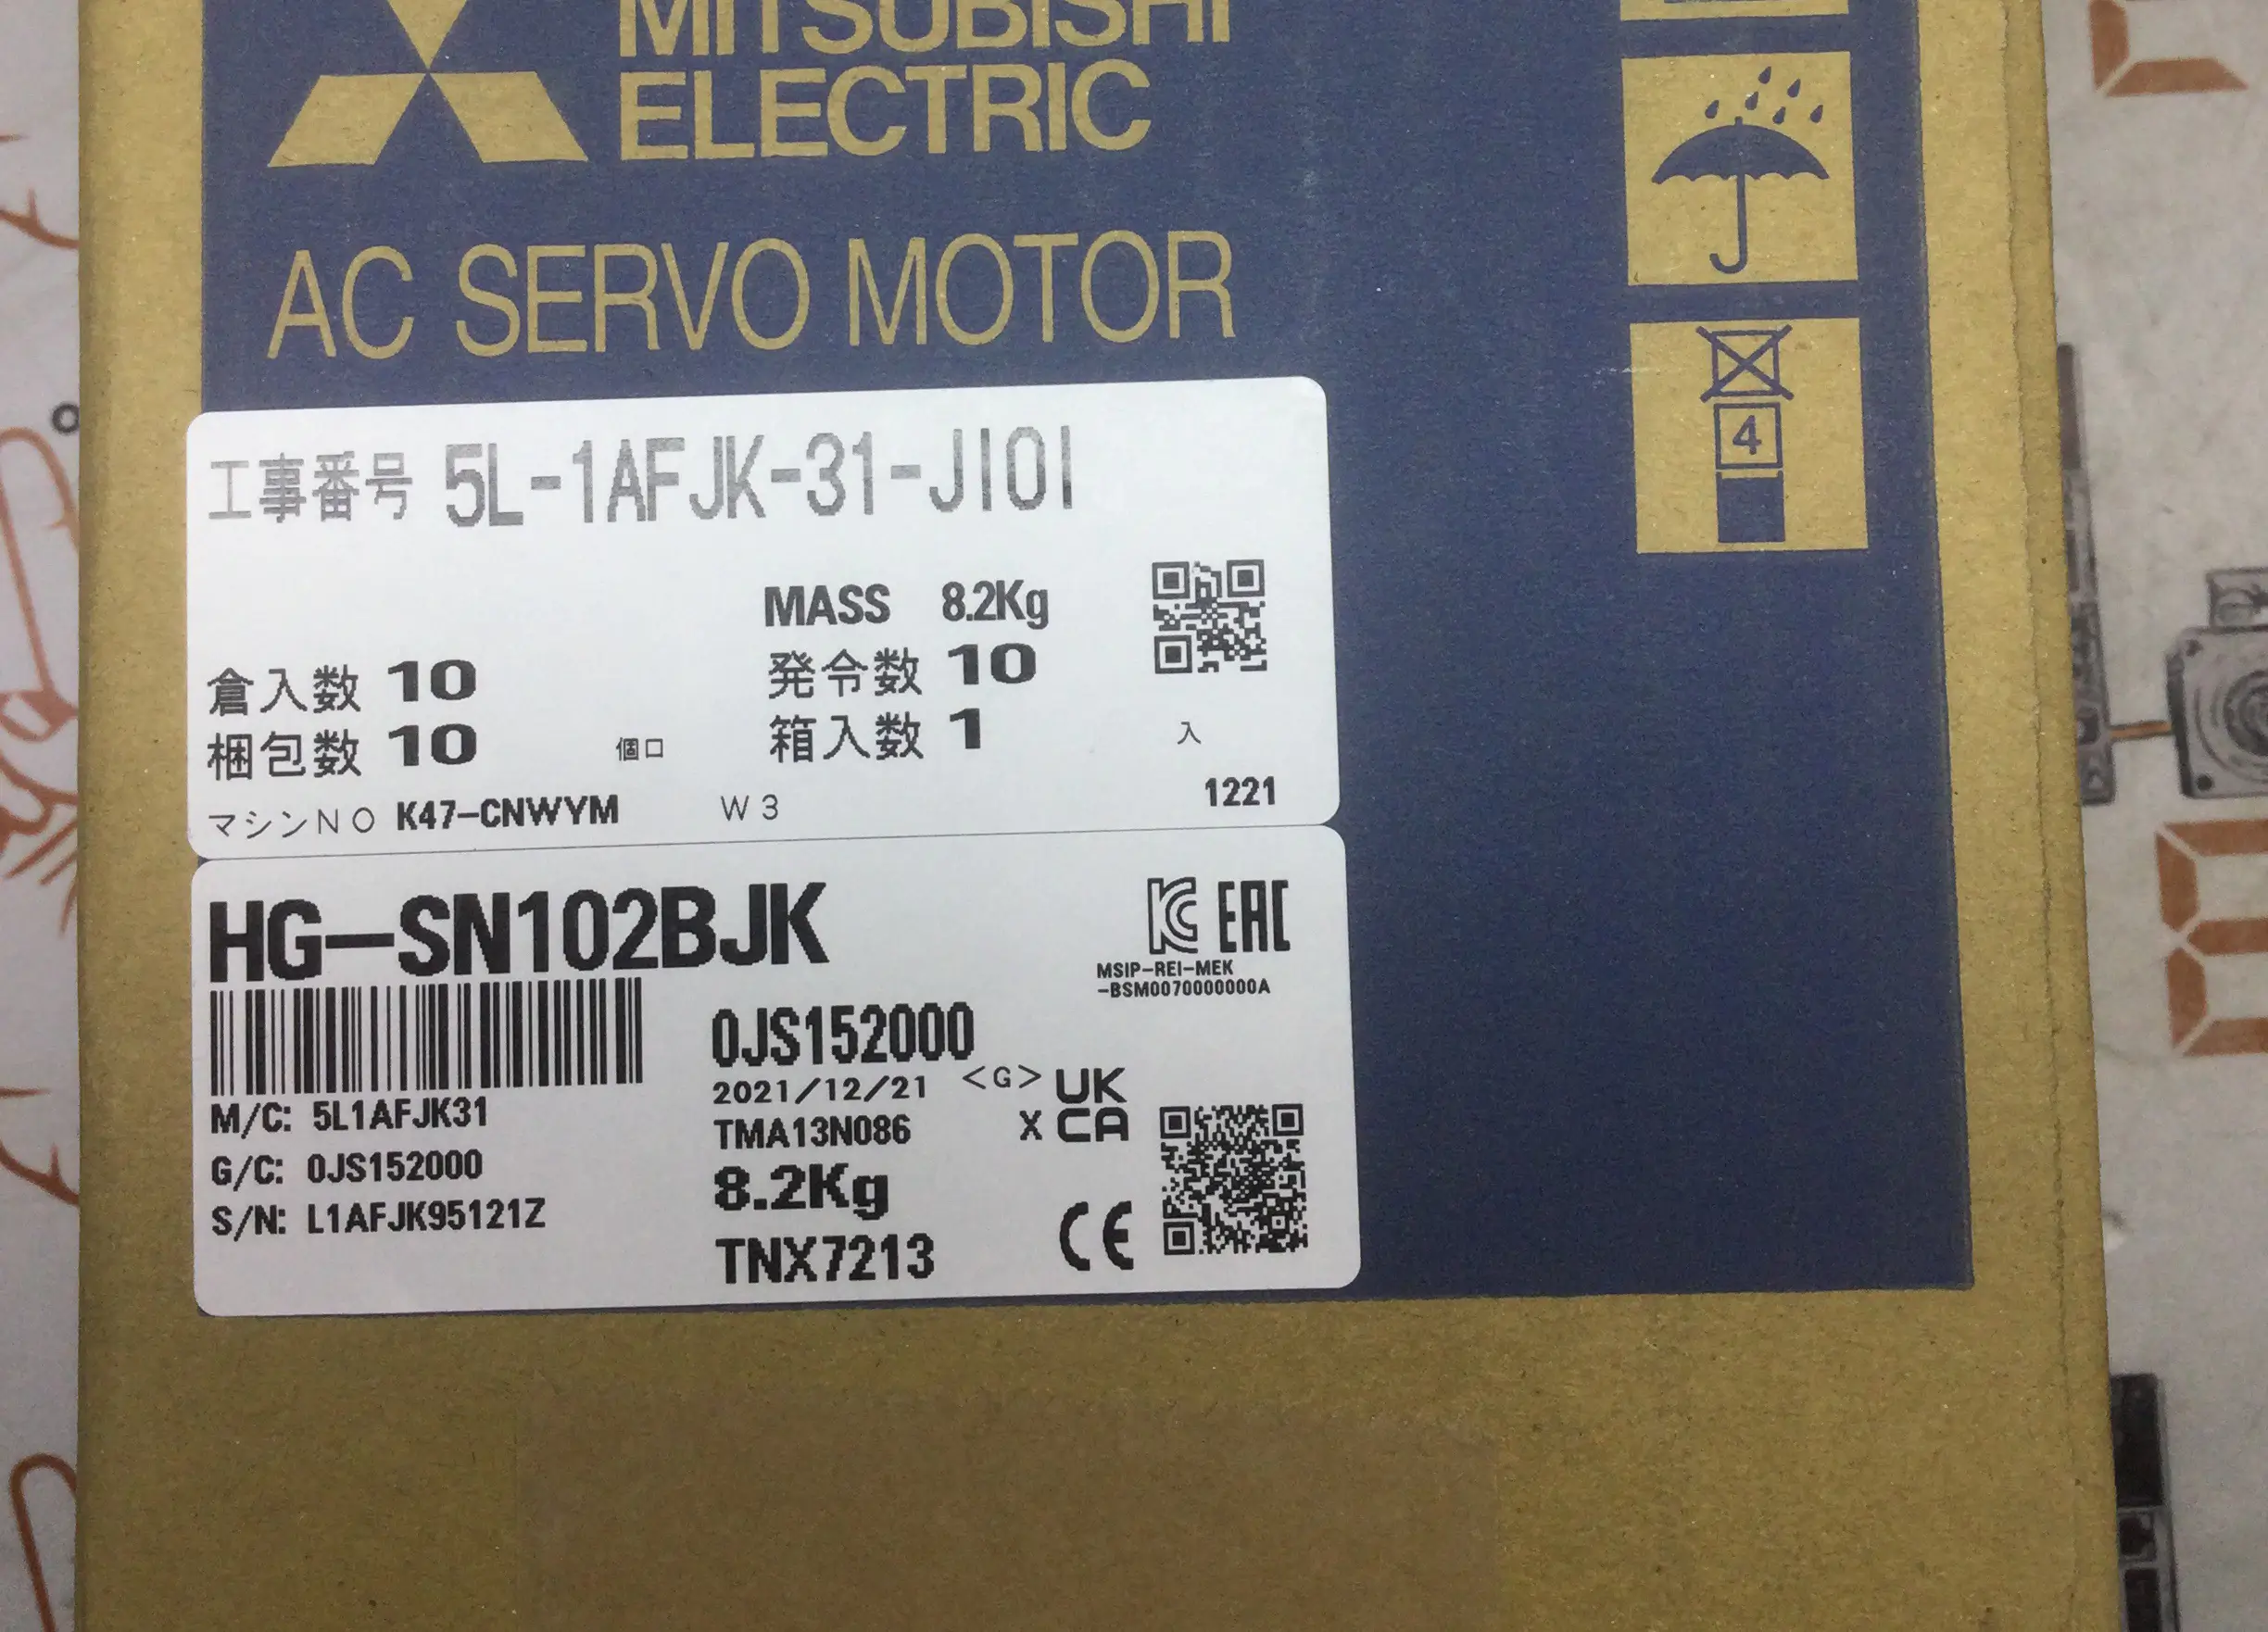 MITSUBISHI
ELECTRIC
AC SERVO MOTOR
4
工事番号 5L-1AFJK-31-J101
MASS 8.2Kg
倉入数 10 発令数 10
梱包数 10 個口 箱入数 1 入
マシンNO K47-CNWYM W3 1221
HG-SN102BJK
KC EAC
MSIP-REI-MEK
-BSM0070000000A
0JS152000
2021/12/21 <G> UK
M/C: 5L1AFJK31 TMA13N086 X CA
G/C: 0JS152000 8.2Kg
S/N: L1AFJK95121Z TNX7213 CE